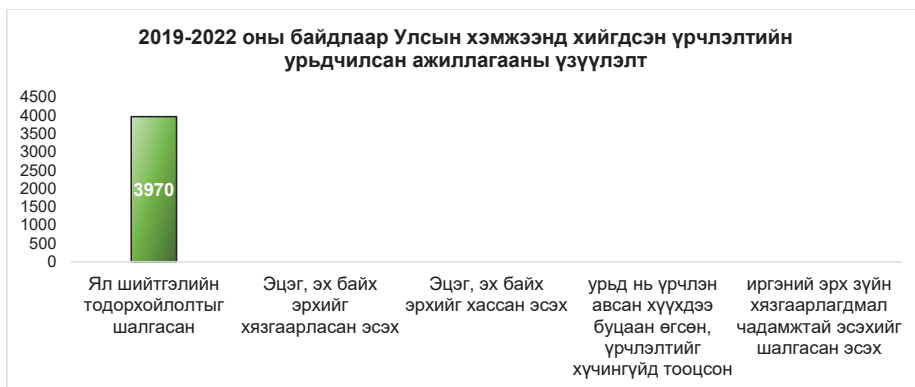 2019-2022 оны байдлаар Улсын хэмжээнд хийгдсэн үрчлэлтийн
урьдчилсан ажиллагааны үзүүлэлт
4500
4000
3500
3000
2500
2000
1500
1000
500
0
3970
Ял шийтгэлийн
тодорхойлолтыг
шалгасан
Эцэг, эх байх
эрхийг
хязгаарласан эсэх
Эцэг, эх байх
эрхийг хассан эсэх
урьд нь үрчлэн
авсан хүүхдээ
буцаан өгсөн,
үрчлэлтийг
хүчингүйд тооцсон
иргэний эрх зүйн
хязгаарлагдмал
чадамжтай эсэхийг
шалгасан эсэх